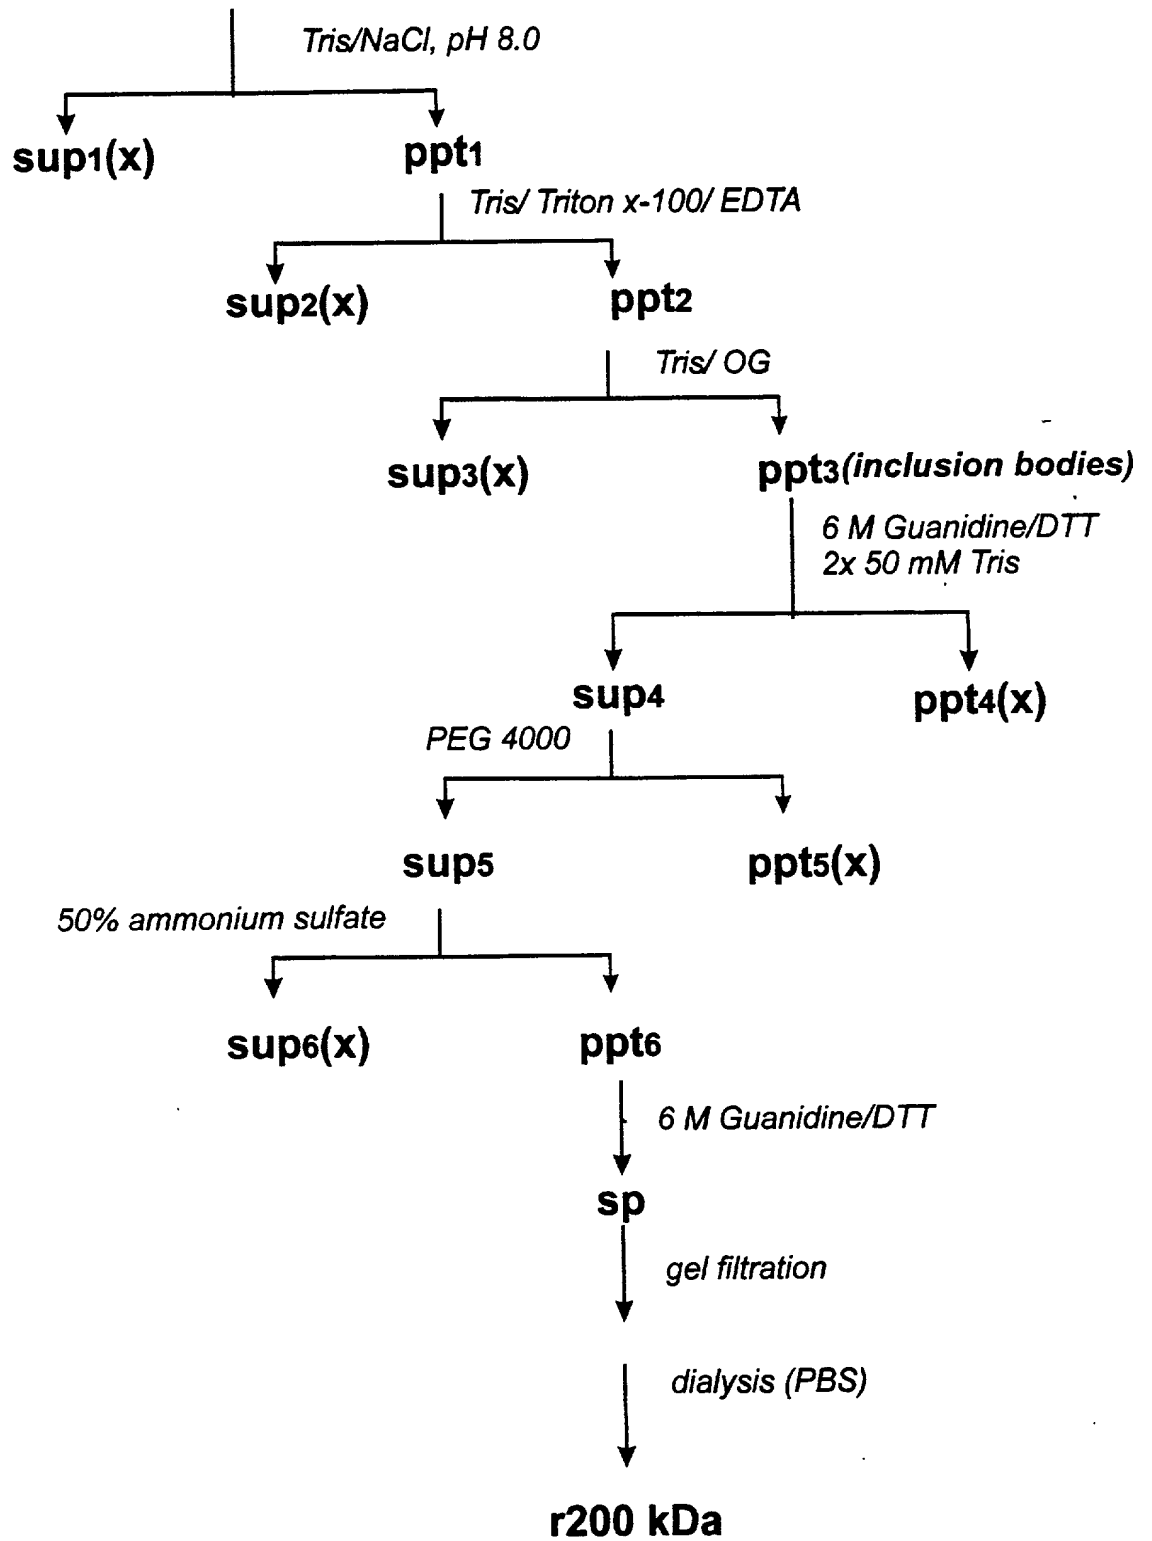 Tris/NaCl, pH 8.0
sup1(x) ppt1
Tris/ Triton x-100/ EDTA
sup2(x) ppt2
Tris/ OG
sup3(x) ppt3(inclusion bodies)
6 M Guanidine/DTT
2x 50 mM Tris
sup4 ppt4(x)
PEG 4000
sup5 ppt5(x)
50% ammonium sulfate
sup6(x) ppt6
6 M Guanidine/DTT
sp
gel filtration
dialysis (PBS)
r200 kDa